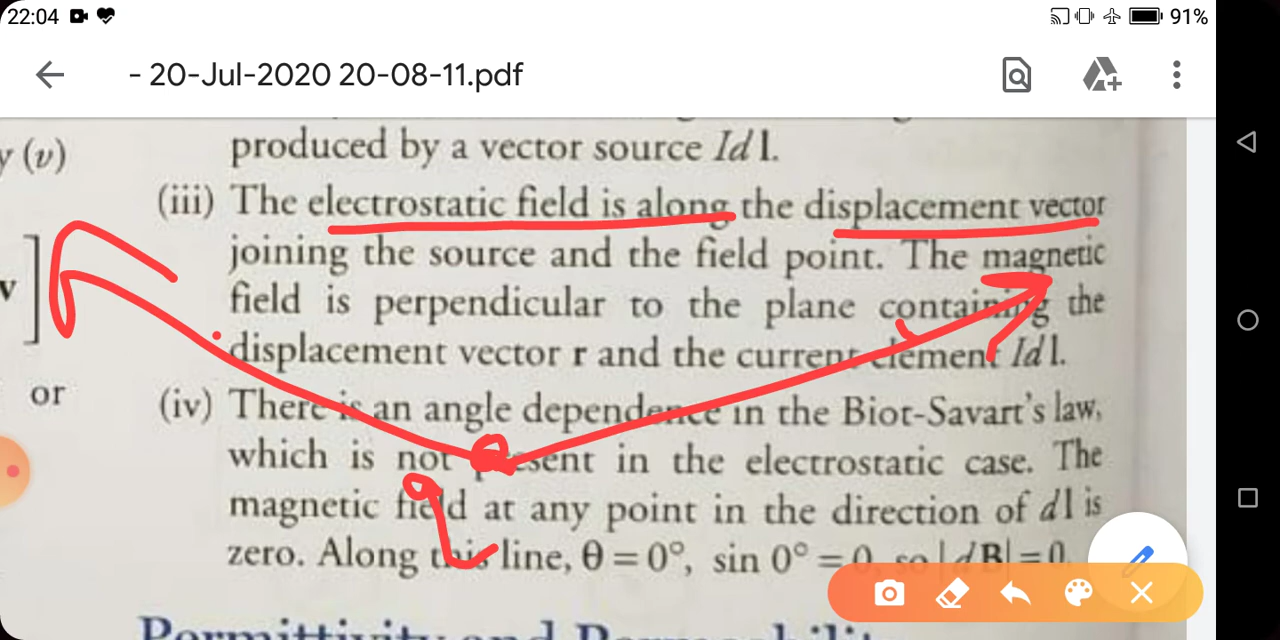 22:04 91%
- 20-Jul-2020 20-08-11.pdf
y (v)
produced by a vector source Idl.
(iii) The electrostatic field is along the displacement vector
joining the source and the field point. The magnetic
v]
field is perpendicular to the plane containing the
displacement vector r and the current element Idl.
or
(iv) There is an angle dependence in the Biot-Savart's law,
which is not present in the electrostatic case. The
magnetic field at any point in the direction of dl is
zero. Along this line, θ = 0°, sin 0° = 0, so |dB| = 0.
Permittivity and Permeability